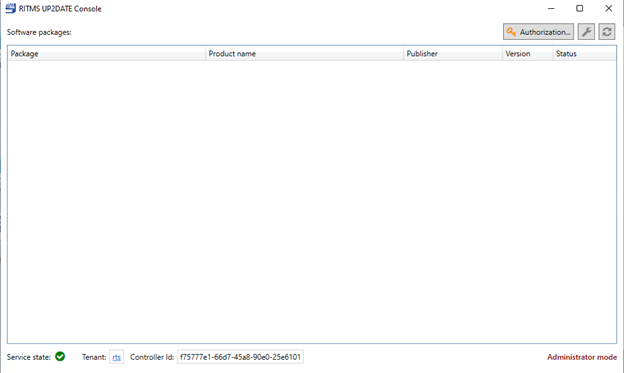 RITMS UP2DATE Console
Software packages:
Authorization...
Package Product name Publisher Version Status
Service state: Tenant: rts Controller Id: f75777e1-66d7-45a8-90e0-25e6101 Administrator mode